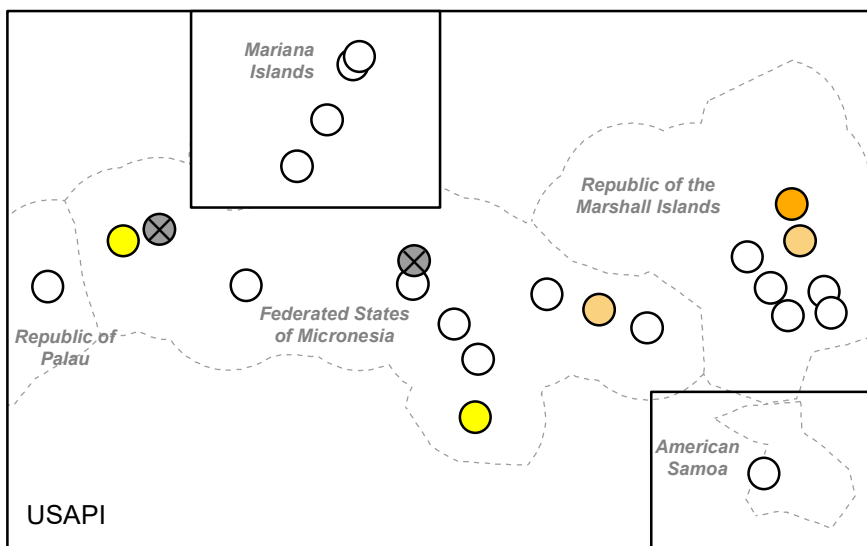 Mariana
Islands
Republic of the
Marshall Islands
Federated States
of Micronesia
Republic of
Palau
American
Samoa
USAPI